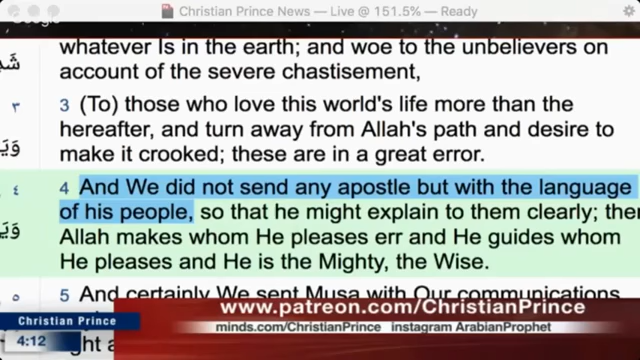 Christian Prince News — Live @ 151.5% — Ready
whatever Is in the earth; and woe to the unbelievers on
account of the severe chastisement,
3 (To) those who love this world's life more than the
hereafter, and turn away from Allah's path and desire to
make it crooked; these are in a great error.
4 And We did not send any apostle but with the language
of his people, so that he might explain to them clearly; then
Allah makes whom He pleases err and He guides whom
He pleases and He is the Mighty, the Wise.
5 And certainly We sent Musa with Our communications
www.patreon.com/ChristianPrince
Christian Prince
minds.com/ChristianPrince instagram ArabianProphet
4:12
٣
٤
٥